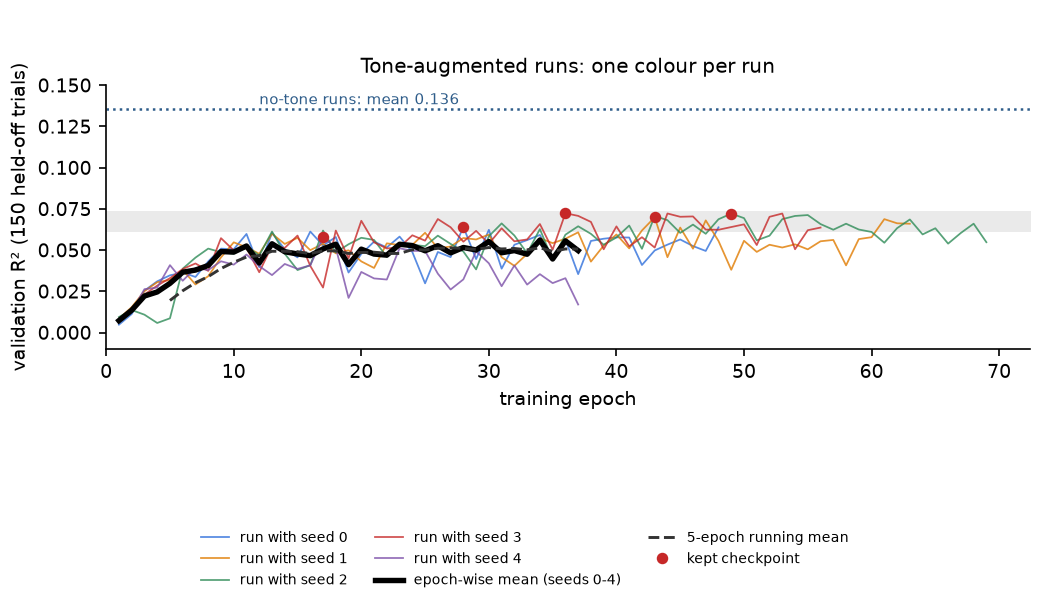 Tone-augmented runs: one colour per run
validation R² (150 held-off trials)
0.150
0.125
0.100
0.075
0.050
0.025
0.000
no-tone runs: mean 0.136
0 10 20 30 40 50 60 70
training epoch
run with seed 0
run with seed 1
run with seed 2
run with seed 3
run with seed 4
epoch-wise mean (seeds 0-4)
5-epoch running mean
kept checkpoint